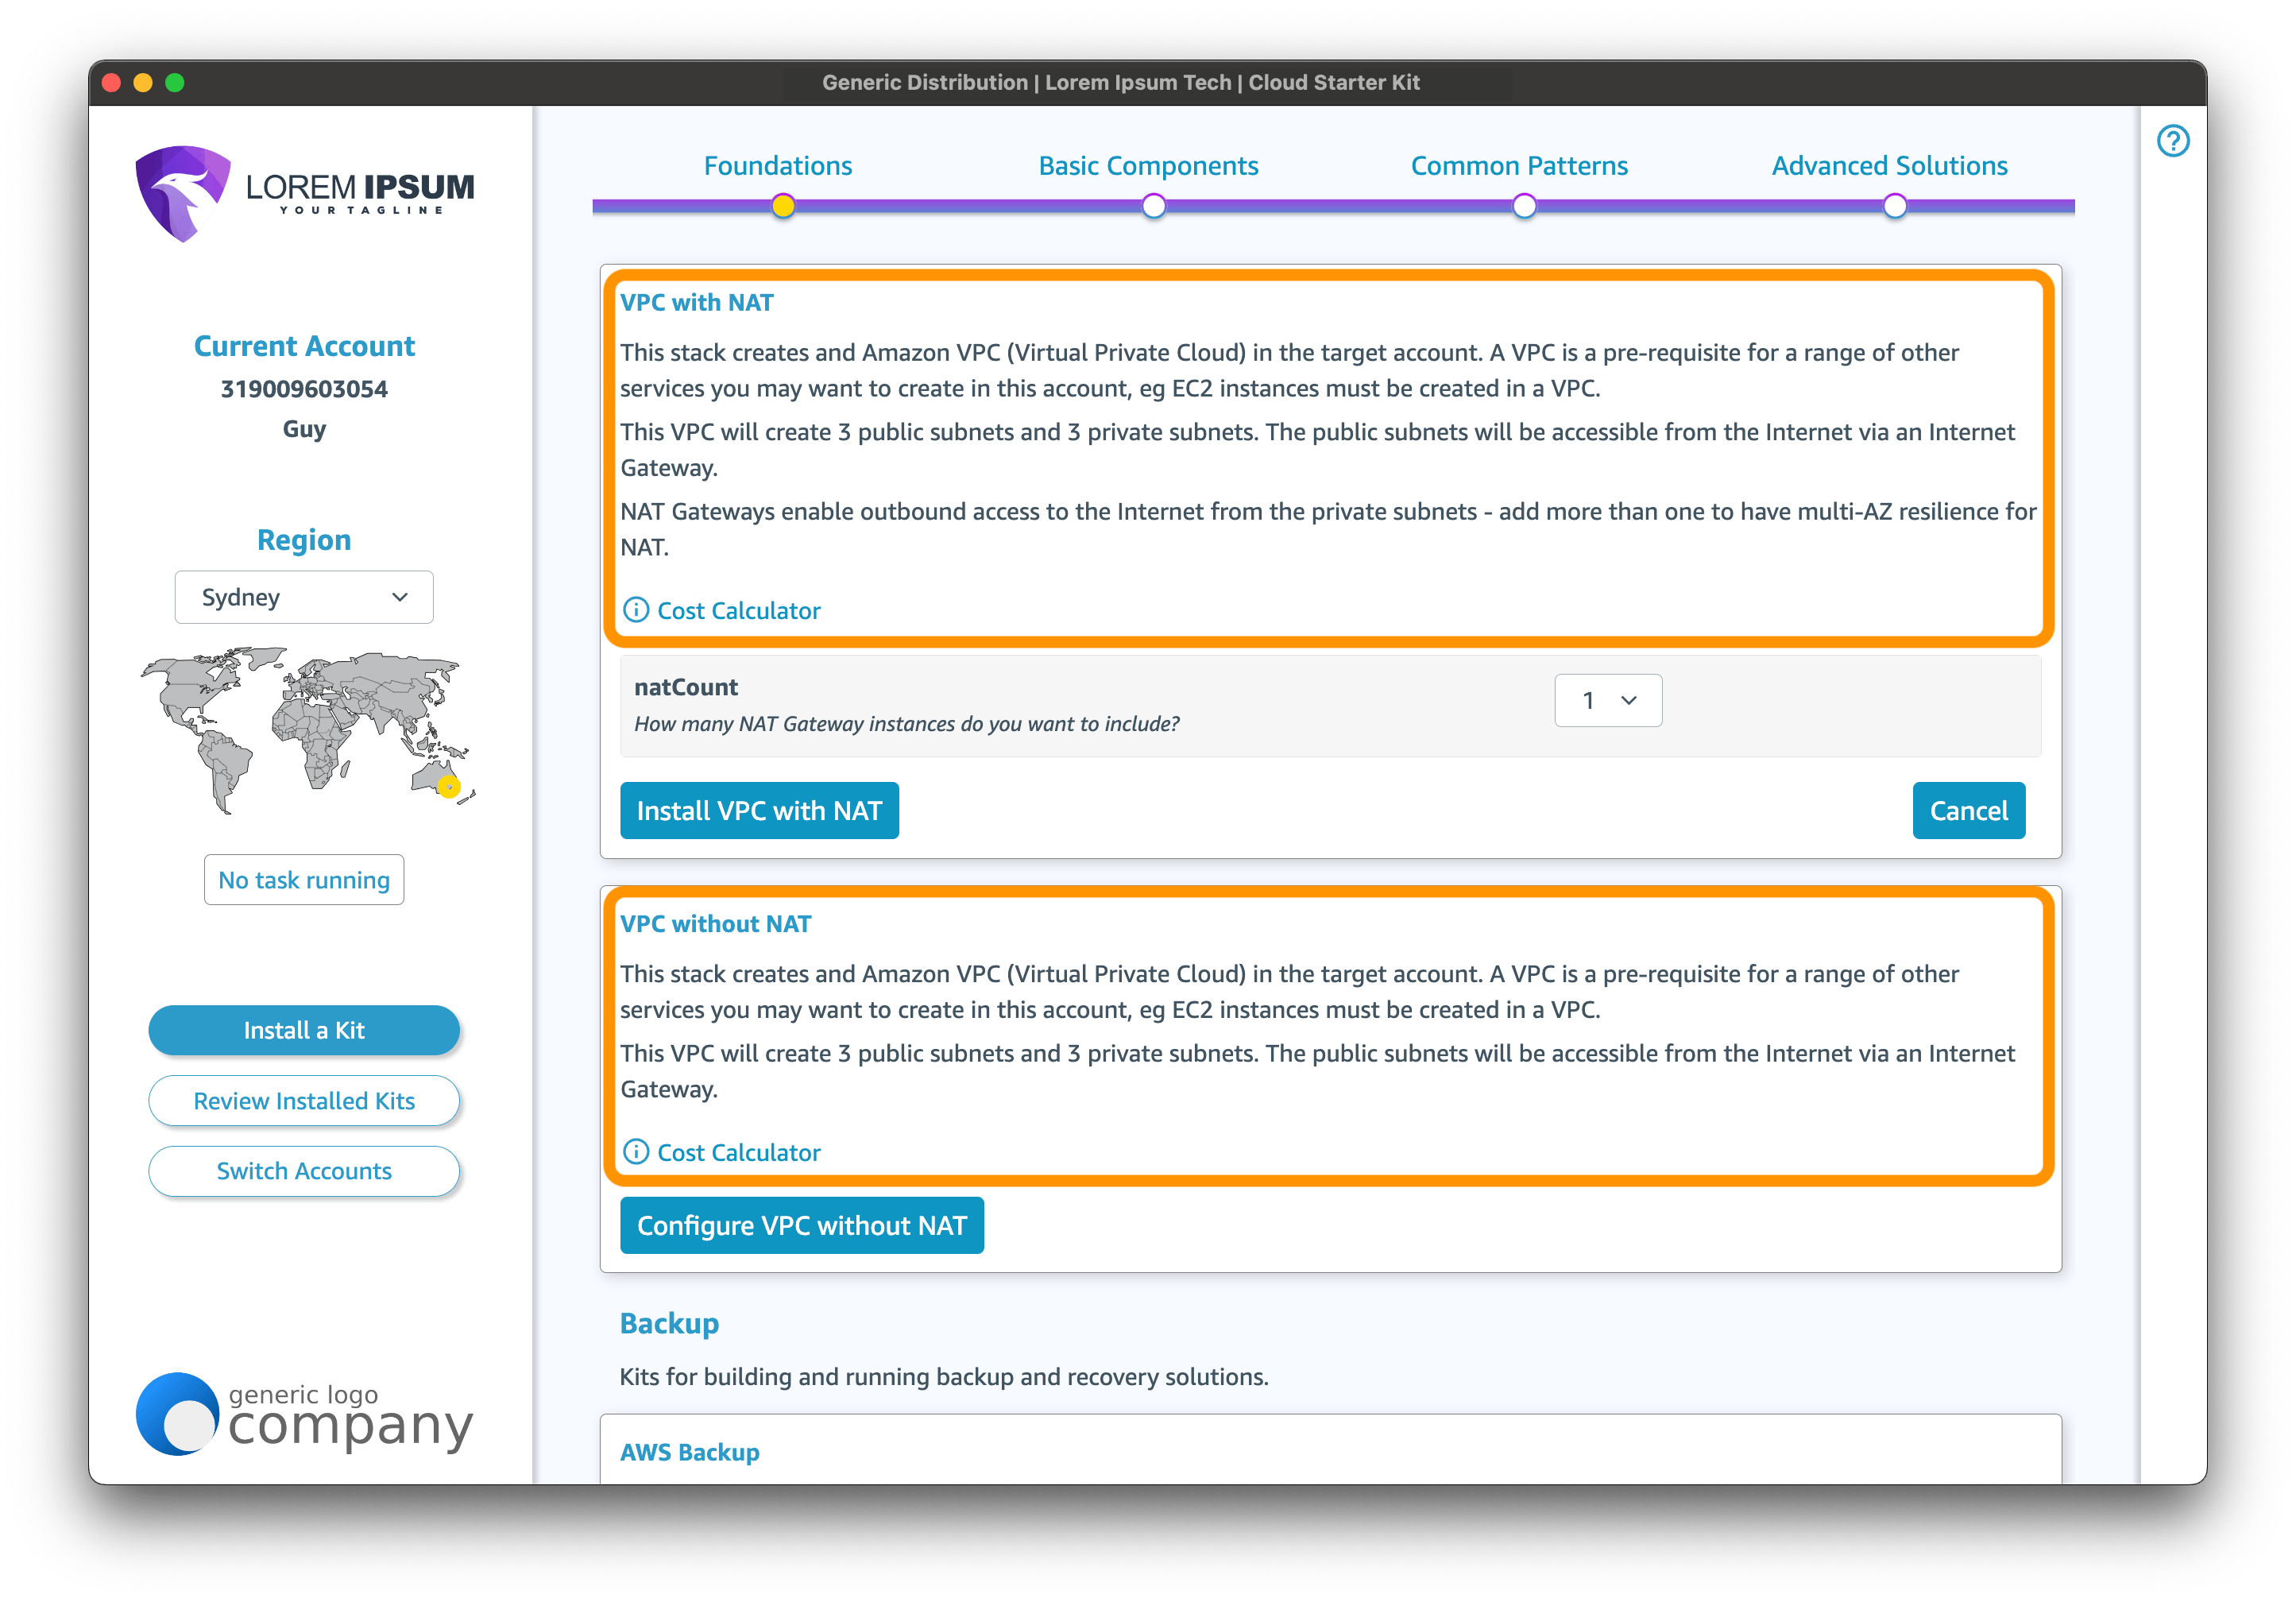 Generic Distribution | Lorem Ipsum Tech | Cloud Starter Kit
LOREM IPSUM
YOUR TAGLINE
Current Account
319009603054
Guy
Region
Sydney
No task running
Install a Kit
Review Installed Kits
Switch Accounts
generic logo
company
Foundations
Basic Components
Common Patterns
Advanced Solutions
VPC with NAT
This stack creates and Amazon VPC (Virtual Private Cloud) in the target account. A VPC is a pre-requisite for a range of other
services you may want to create in this account, eg EC2 instances must be created in a VPC.
This VPC will create 3 public subnets and 3 private subnets. The public subnets will be accessible from the Internet via an Internet
Gateway.
NAT Gateways enable outbound access to the Internet from the private subnets - add more than one to have multi-AZ resilience for
NAT.
Cost Calculator
natCount
How many NAT Gateway instances do you want to include?
1
Install VPC with NAT
Cancel
VPC without NAT
This stack creates and Amazon VPC (Virtual Private Cloud) in the target account. A VPC is a pre-requisite for a range of other
services you may want to create in this account, eg EC2 instances must be created in a VPC.
This VPC will create 3 public subnets and 3 private subnets. The public subnets will be accessible from the Internet via an Internet
Gateway.
Cost Calculator
Configure VPC without NAT
Backup
Kits for building and running backup and recovery solutions.
AWS Backup
?